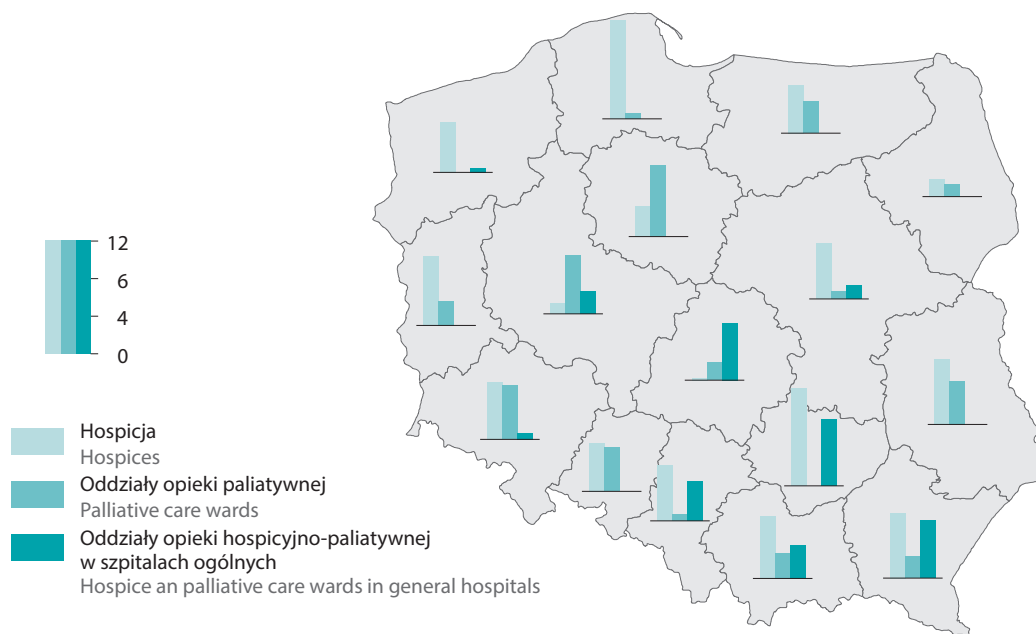 12
6
4
0
Hospicja
Hospices
Oddziały opieki paliatywnej
Palliative care wards
Oddziały opieki hospicyjno-paliatywnej
w szpitalach ogólnych
Hospice an palliative care wards in general hospitals